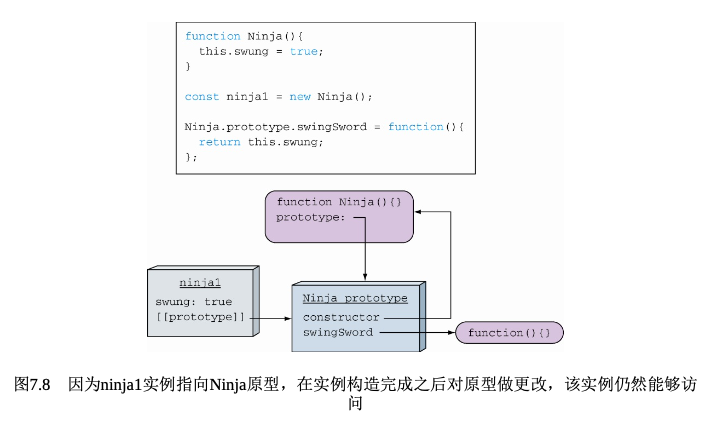 function Ninja(){
  this.swung = true;
}
const ninja1 = new Ninja();
Ninja.prototype.swingSword = function(){
  return this.swung;
};
function Ninja(){}
prototype:
ninja1
swung: true
[[prototype]]
Ninja prototype
constructor
swingSword
function(){}
图7.8 因为ninja1实例指向Ninja原型，在实例构造完成之后对原型做更改，该实例仍然能够访
问